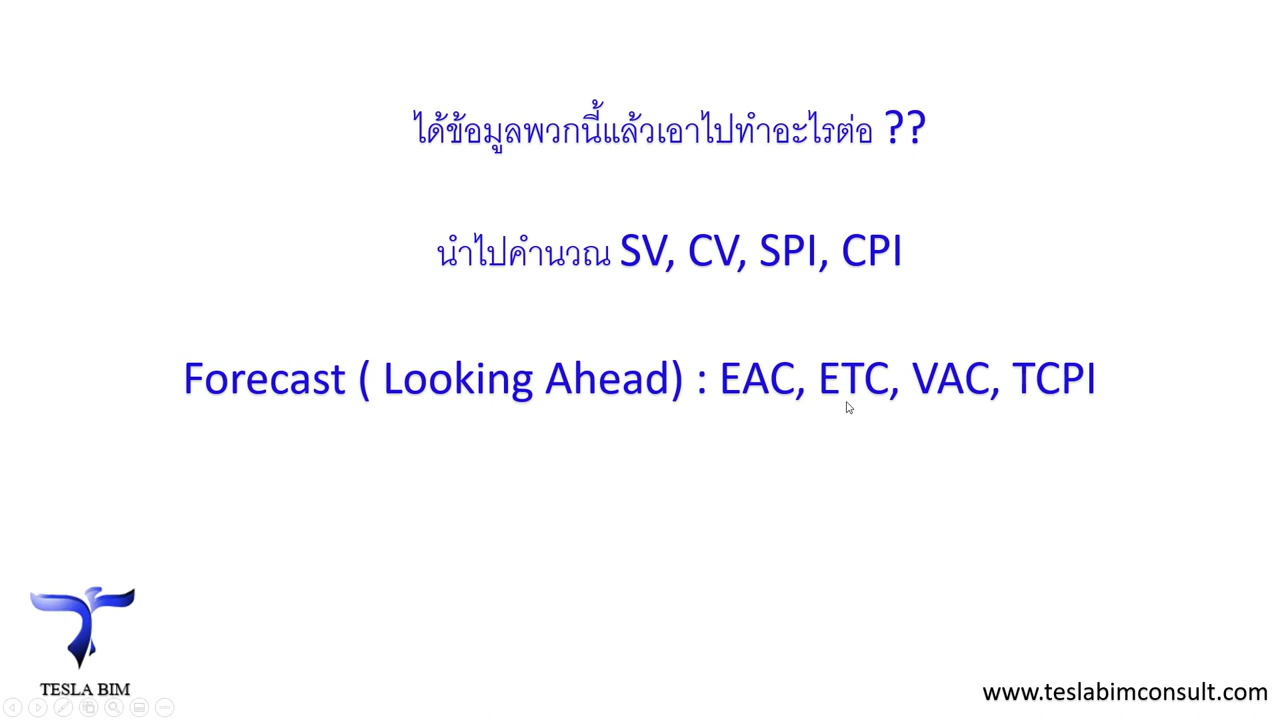 ได้ข้อมูลพวกนี้แล้วเอาไปทำอะไรต่อ ??
นำไปคำนวณ SV, CV, SPI, CPI
Forecast ( Looking Ahead) : EAC, ETC, VAC, TCPI
TESLA BIM
www.teslabimconsult.com